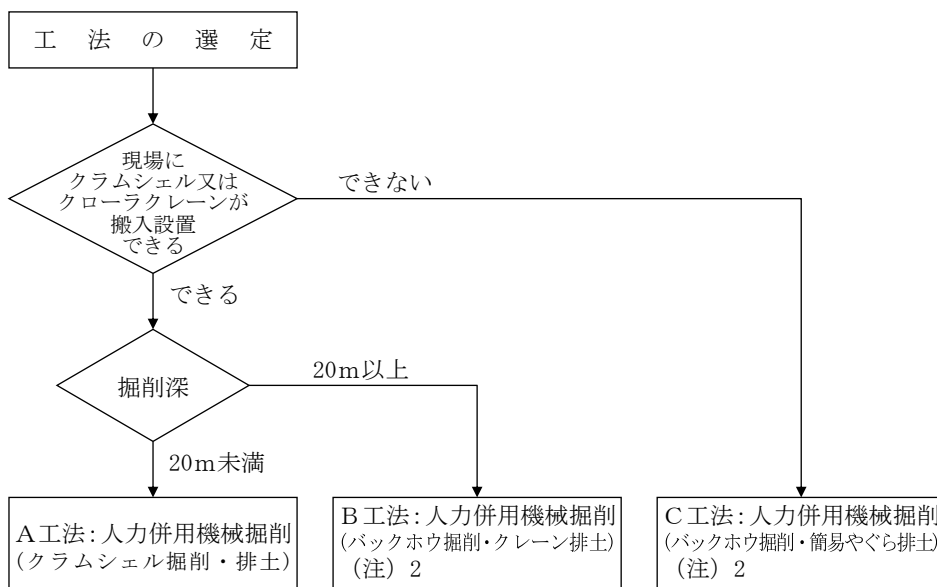 工法の選定
現場に
クラムシェル又は
クローラクレーンが
搬入設置
できる
できない
できる
掘削深
20m以上
20m未満
A工法:人力併用機械掘削
(クラムシェル掘削・排土)
B工法:人力併用機械掘削
(バックホウ掘削・クレーン排土)
(注)2
C工法:人力併用機械掘削
(バックホウ掘削・簡易やぐら排土)
(注)2